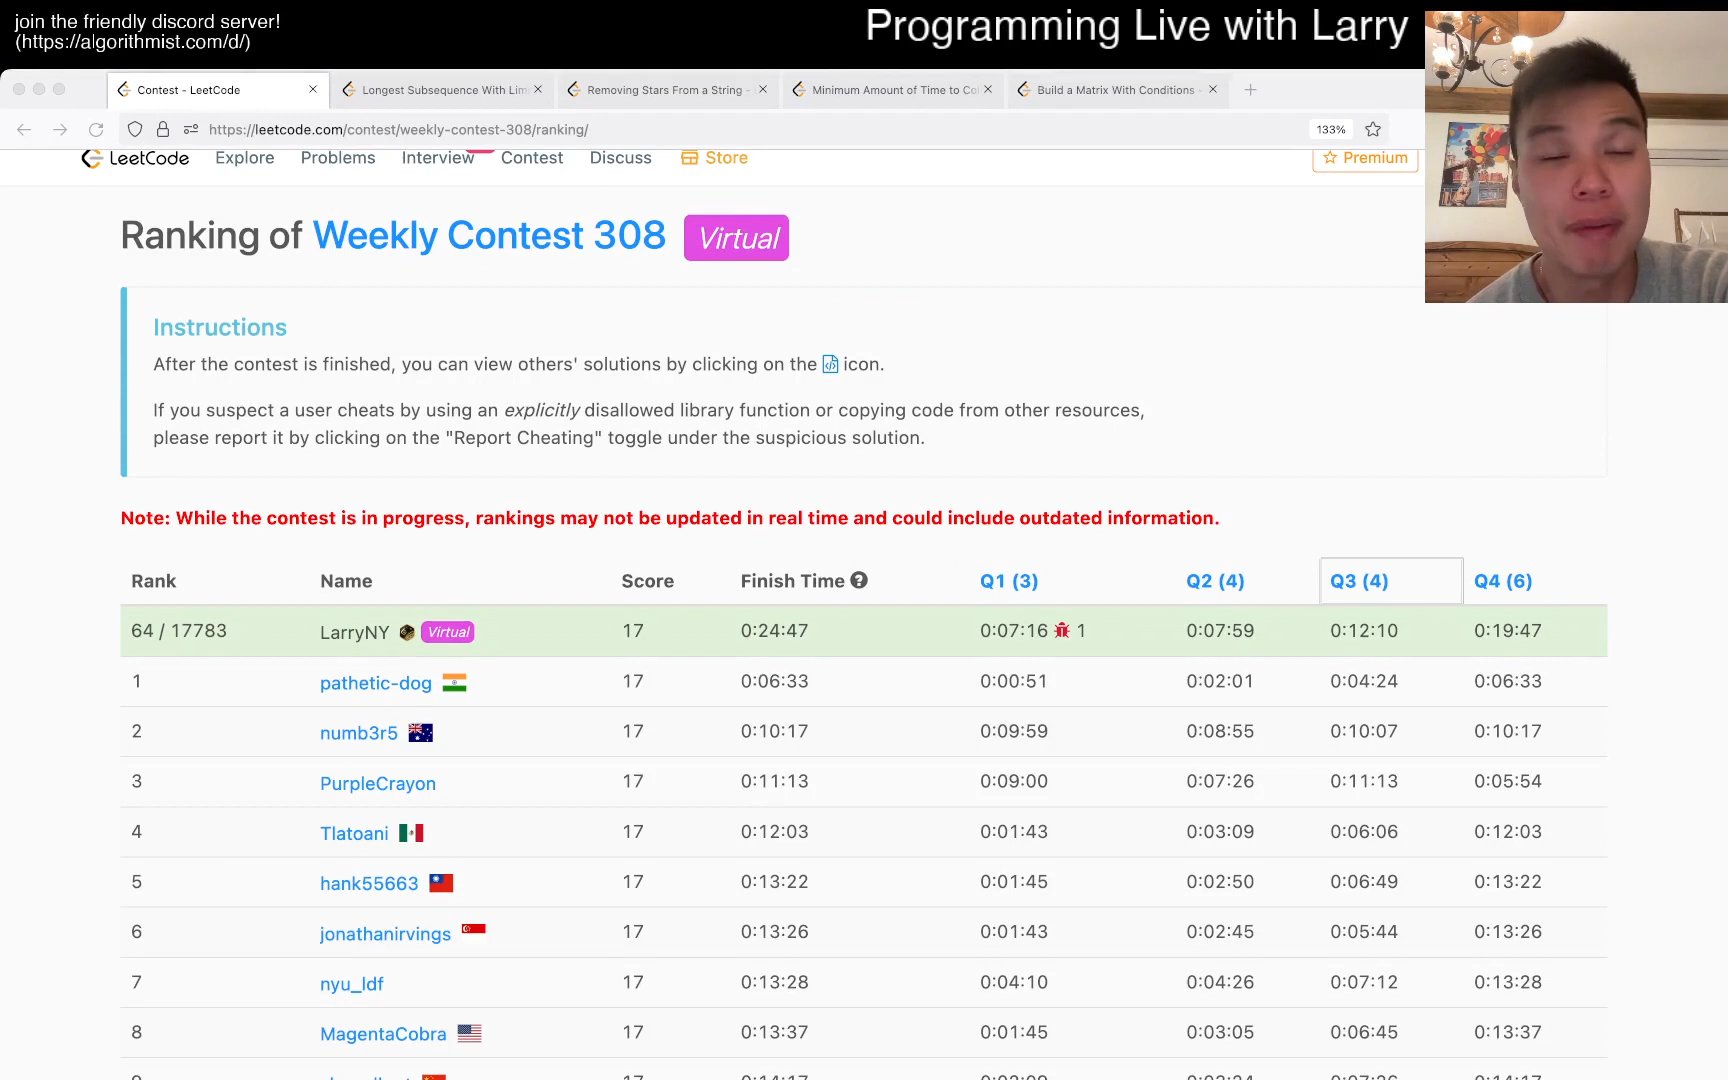 join the friendly discord server!
(https://algorithmist.com/d/)
Programming Live with Larry
Contest - LeetCode
Longest Subsequence With Lim
Removing Stars From a String -
Minimum Amount of Time to Co
Build a Matrix With Conditions -
https://leetcode.com/contest/weekly-contest-308/ranking/
133%
LeetCode Explore Problems Interview Contest Discuss Store Premium
Ranking of Weekly Contest 308 Virtual
Instructions
After the contest is finished, you can view others' solutions by clicking on the icon.
If you suspect a user cheats by using an explicitly disallowed library function or copying code from other resources,
please report it by clicking on the "Report Cheating" toggle under the suspicious solution.
Note: While the contest is in progress, rankings may not be updated in real time and could include outdated information.
Rank Name Score Finish Time Q1 (3) Q2 (4) Q3 (4) Q4 (6)
64 / 17783 LarryNY Virtual 17 0:24:47 0:07:16 1 0:07:59 0:12:10 0:19:47
1 pathetic-dog 17 0:06:33 0:00:51 0:02:01 0:04:24 0:06:33
2 numb3r5 17 0:10:17 0:09:59 0:08:55 0:10:07 0:10:17
3 PurpleCrayon 17 0:11:13 0:09:00 0:07:26 0:11:13 0:05:54
4 Tlatoani 17 0:12:03 0:01:43 0:03:09 0:06:06 0:12:03
5 hank55663 17 0:13:22 0:01:45 0:02:50 0:06:49 0:13:22
6 jonathanirvings 17 0:13:26 0:01:43 0:02:45 0:05:44 0:13:26
7 nyu_ldf 17 0:13:28 0:04:10 0:04:26 0:07:12 0:13:28
8 MagentaCobra 17 0:13:37 0:01:45 0:03:05 0:06:45 0:13:37